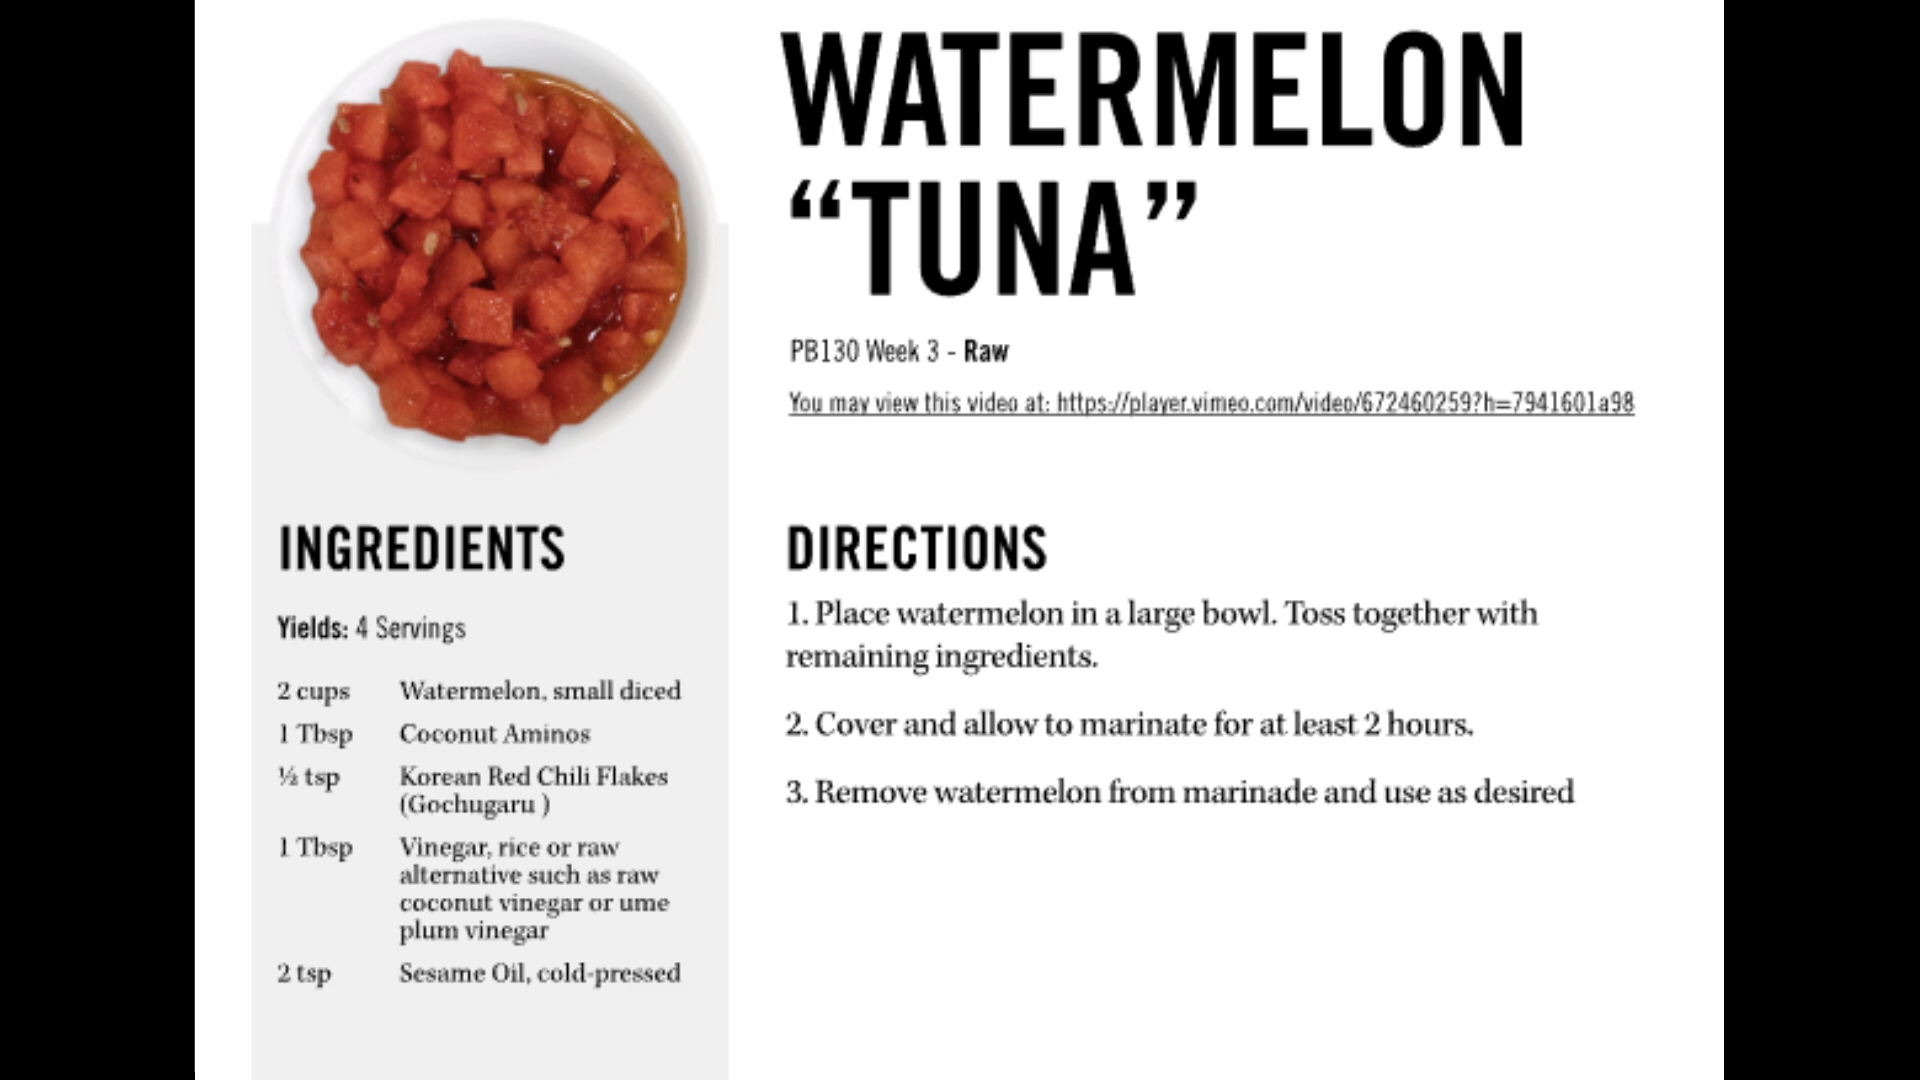 WATERMELON
“TUNA”
PB130 Week 3 - Raw
You may view this video at: https://player.vimeo.com/video/672460259?h=7941601a98
INGREDIENTS
Yields: 4 Servings
2 cups Watermelon, small diced
1 Tbsp Coconut Aminos
½ tsp Korean Red Chili Flakes
(Gochugaru )
1 Tbsp Vinegar, rice or raw
alternative such as raw
coconut vinegar or ume
plum vinegar
2 tsp Sesame Oil, cold-pressed
DIRECTIONS
1. Place watermelon in a large bowl. Toss together with
remaining ingredients.
2. Cover and allow to marinate for at least 2 hours.
3. Remove watermelon from marinade and use as desired